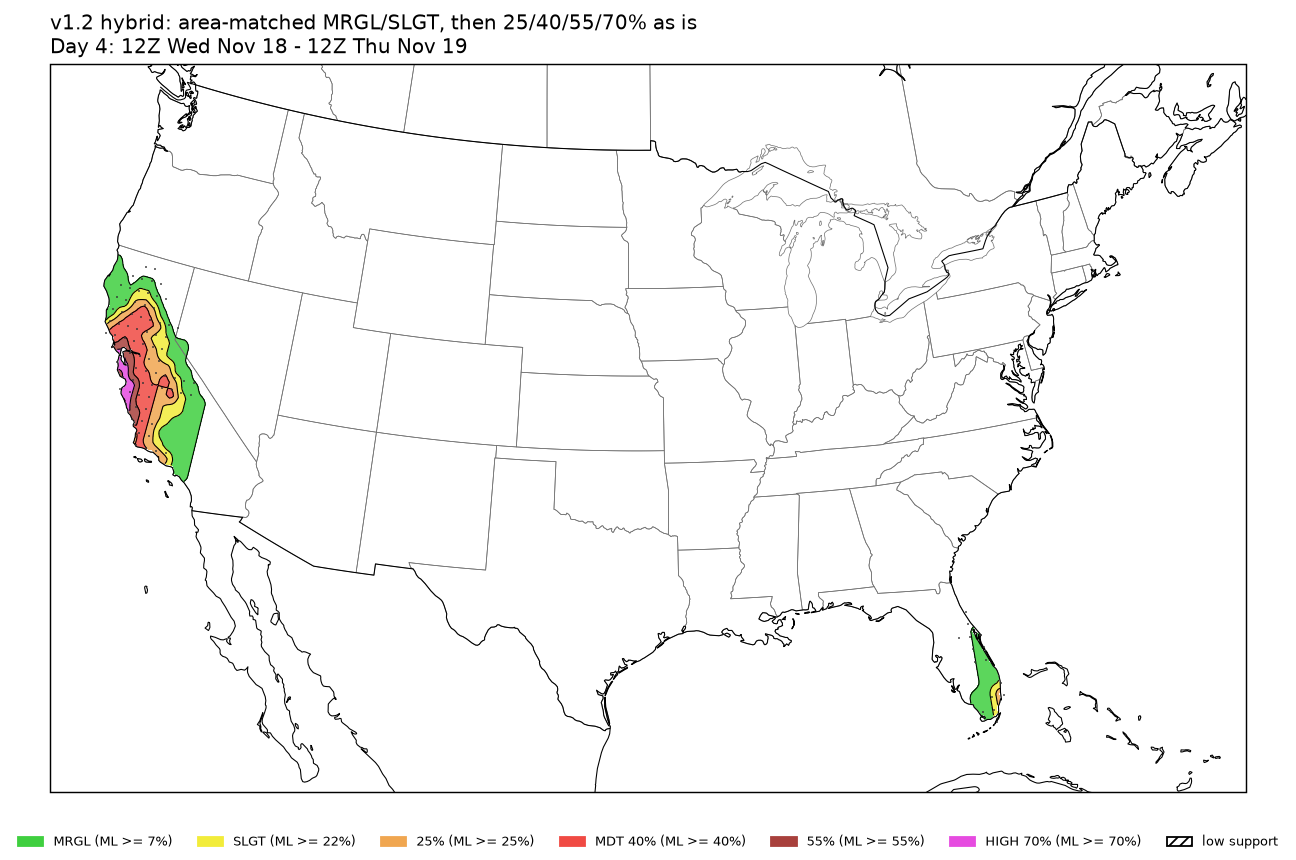 v1.2 hybrid: area-matched MRGL/SLGT, then 25/40/55/70% as is
Day 4: 12Z Wed Nov 18 - 12Z Thu Nov 19
MRGL (ML >= 7%) SLGT (ML >= 22%) 25% (ML >= 25%) MDT 40% (ML >= 40%) 55% (ML >= 55%) HIGH 70% (ML >= 70%) low support